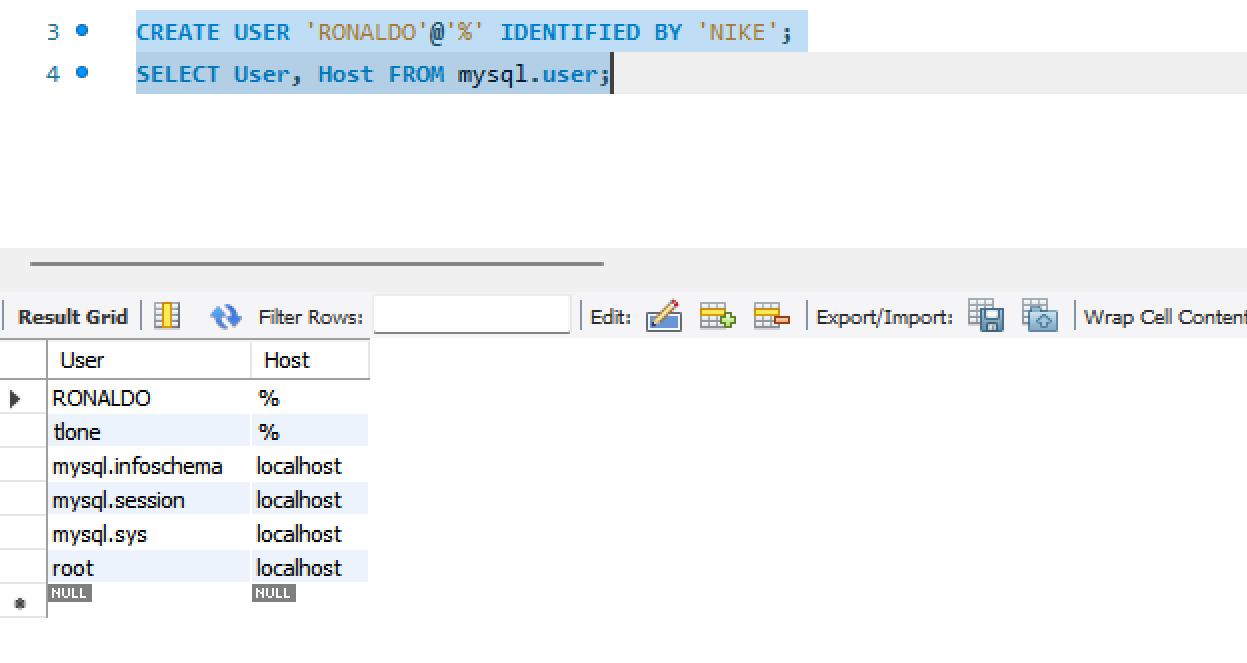 3 CREATE USER 'RONALDO'@'%' IDENTIFIED BY 'NIKE';
4 SELECT User, Host FROM mysql.user;
Result Grid Filter Rows: Edit: Export/Import: Wrap Cell Content
User Host
RONALDO %
tlone %
mysql.infoschema localhost
mysql.session localhost
mysql.sys localhost
root localhost
NULL NULL